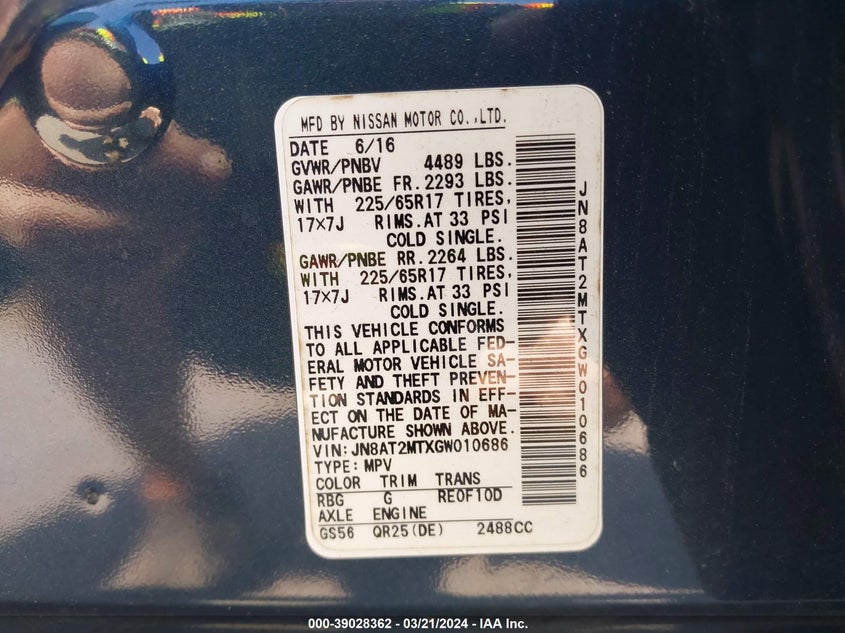 MFD BY NISSAN MOTOR CO.,LTD.
DATE 6/16
GVWR/PNBV 4489 LBS.
GAWR/PNBE FR. 2293 LBS.
WITH 225/65R17 TIRES,
17×7J RIMS. AT 33 PSI
COLD SINGLE.
GAWR/PNBE RR. 2264 LBS.
WITH 225/65R17 TIRES,
17×7J RIMS. AT 33 PSI
COLD SINGLE.
THIS VEHICLE CONFORMS
TO ALL APPLICABLE FED-
ERAL MOTOR VEHICLE SA-
FETY AND THEFT PREVEN-
TION STANDARDS IN EFF-
ECT ON THE DATE OF MA-
NUFACTURE SHOWN ABOVE.
VIN: JN8AT2MTXGW010686
TYPE: MPV
COLOR TRIM TRANS
RBG G RE0F10D
AXLE ENGINE
GS56 QR25(DE) 2488CC
JN8AT2MTXGW010686
000-39028362 - 03/21/2024 - IAA Inc.